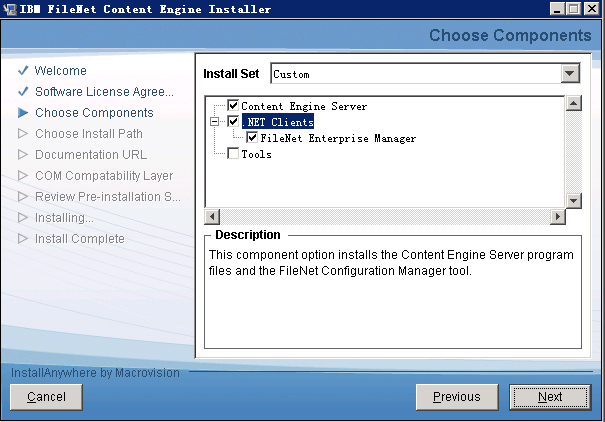 IBM FileNet Content Engine Installer
Choose Components
Welcome
Software License Agree...
Choose Components
Choose Install Path
Documentation URL
COM Compatability Layer
Review Pre-installation S...
Installing...
Install Complete
Install Set
Custom
Content Engine Server
.NET Clients
FileNet Enterprise Manager
Tools
Description
This component option installs the Content Engine Server program
files and the FileNet Configuration Manager tool.
InstallAnywhere by Macrovision
Cancel
Previous
Next